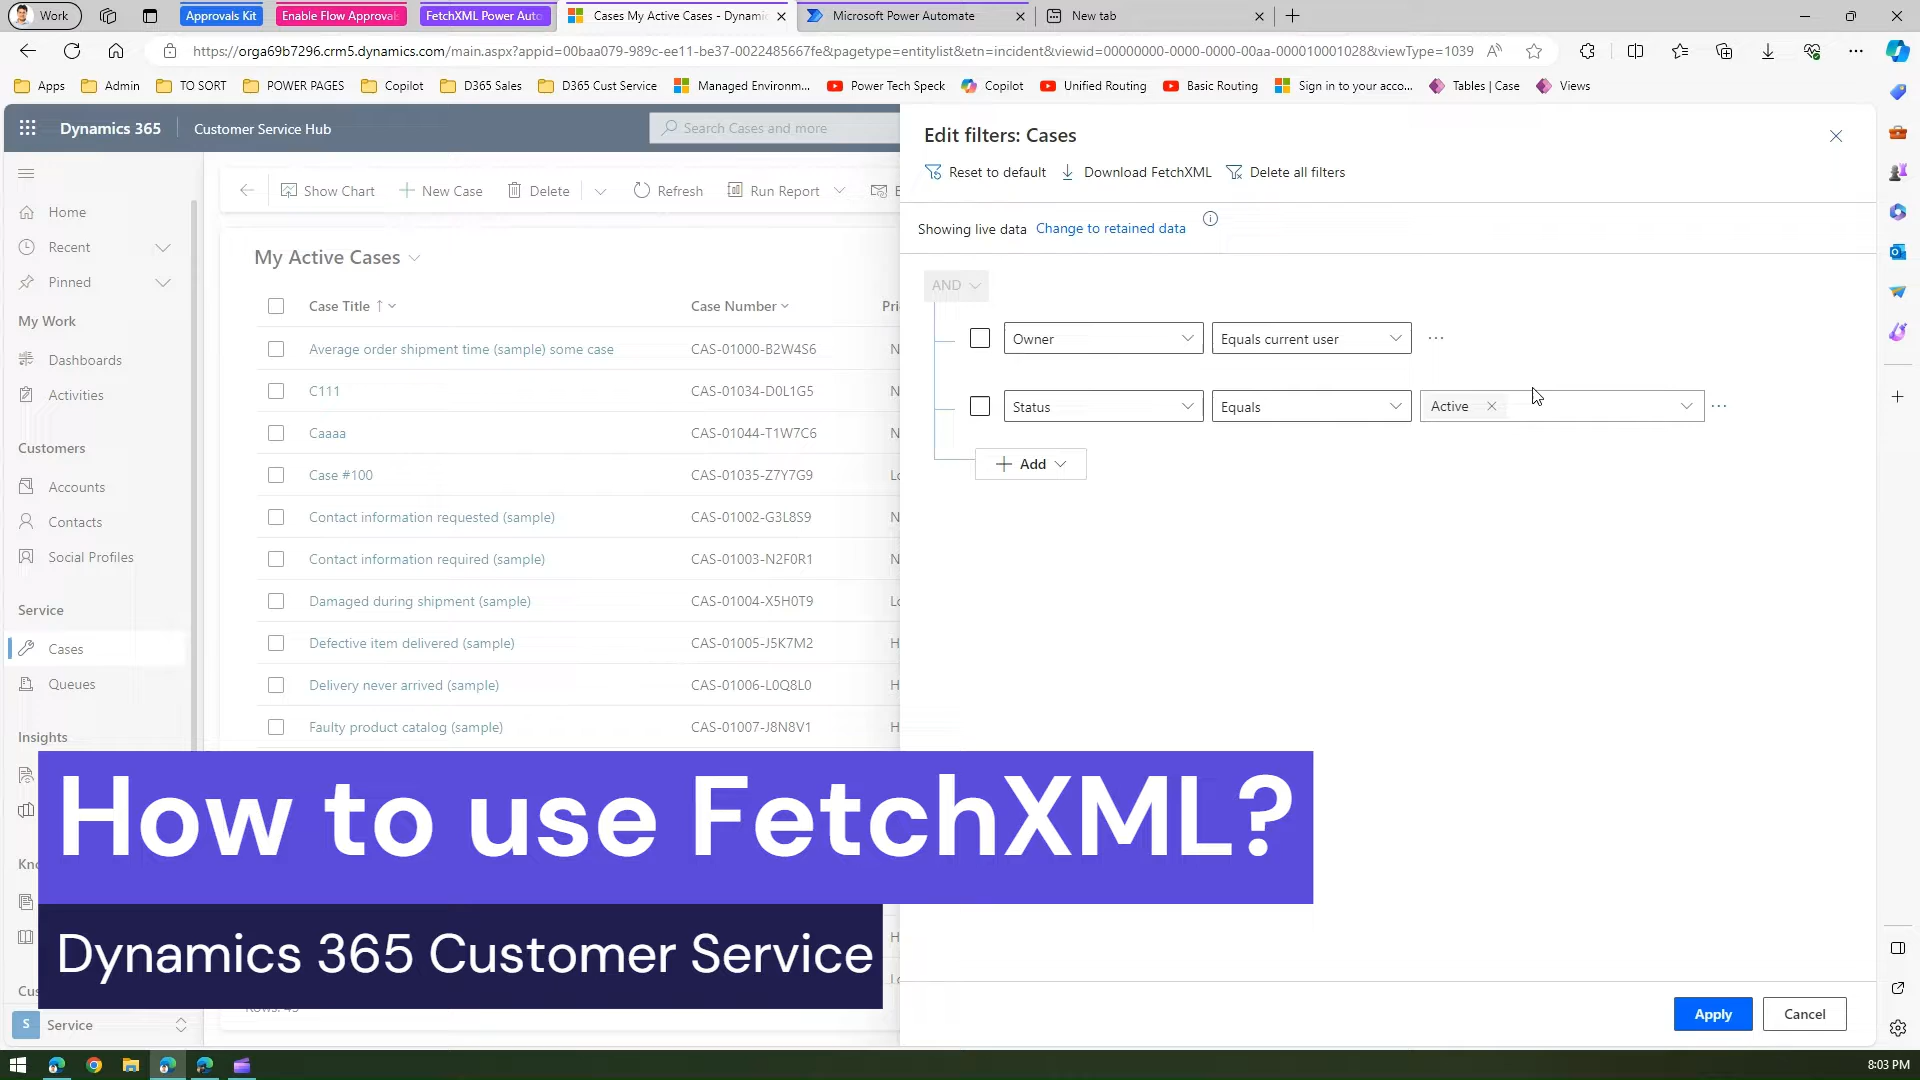 Work
Approvals Kit
Enable Flow Approva
FetchXML Power Auto
Cases My Active Cases - Dynami
Microsoft Power Automate
New tab
https://orga69b7296.crm5.dynamics.com/main.aspx?appid=00baa079-989c-ee11-be37-0022485667fe&pagetype=entitylist&etn=incident&viewid=00000000-0000-0000-00aa-000010001028&viewType=1039
Apps
Admin
TO SORT
POWER PAGES
Copilot
D365 Sales
D365 Cust Service
Managed Environm...
Power Tech Speck
Copilot
Unified Routing
Basic Routing
Sign in to your acco...
Tables | Case
Views
Dynamics 365
Customer Service Hub
Search Cases and more
Edit filters: Cases
Reset to default
Download FetchXML
Delete all filters
Show Chart
New Case
Delete
Refresh
Run Report
E
Showing live data
Change to retained data
Home
Recent
Pinned
My Work
Dashboards
Activities
Customers
Accounts
Contacts
Social Profiles
Service
Cases
Queues
Insights
Kno
Cus
S
Service
My Active Cases
Case Title ↑
Case Number
Pri
Average order shipment time (sample) some case
CAS-01000-B2W4S6
N
C111
CAS-01034-D0L1G5
N
Caaaa
CAS-01044-T1W7C6
N
Case #100
CAS-01035-Z7Y7G9
Lo
Contact information requested (sample)
CAS-01002-G3L8S9
N
Contact information required (sample)
CAS-01003-N2F0R1
N
Damaged during shipment (sample)
CAS-01004-X5H0T9
Lo
Defective item delivered (sample)
CAS-01005-J5K7M2
H
Delivery never arrived (sample)
CAS-01006-L0Q8L0
H
Faulty product catalog (sample)
CAS-01007-J8N8V1
H
H
Lo
AND
Owner
Equals current user
Status
Equals
Active
Add
How to use FetchXML?
Dynamics 365 Customer Service
Apply
Cancel
8:03 PM